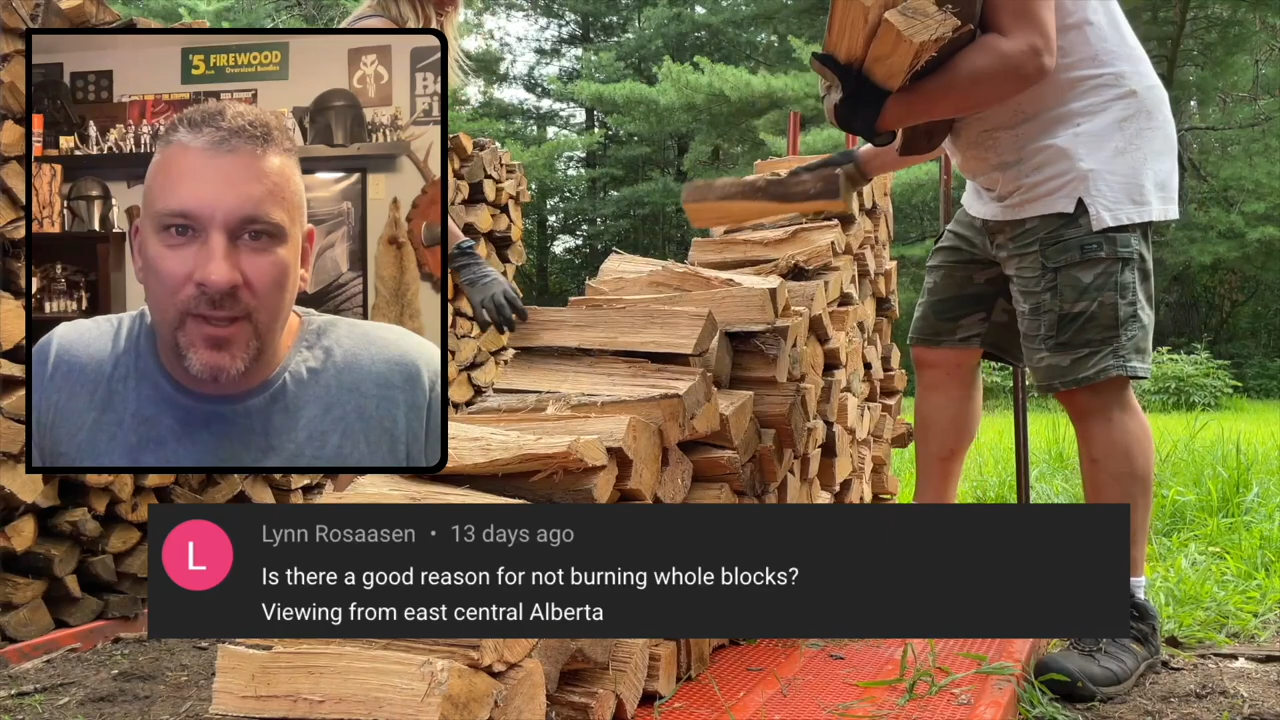 $5 FIREWOOD
Oversized Bundles
L
Lynn Rosaasen • 13 days ago
Is there a good reason for not burning whole blocks?
Viewing from east central Alberta